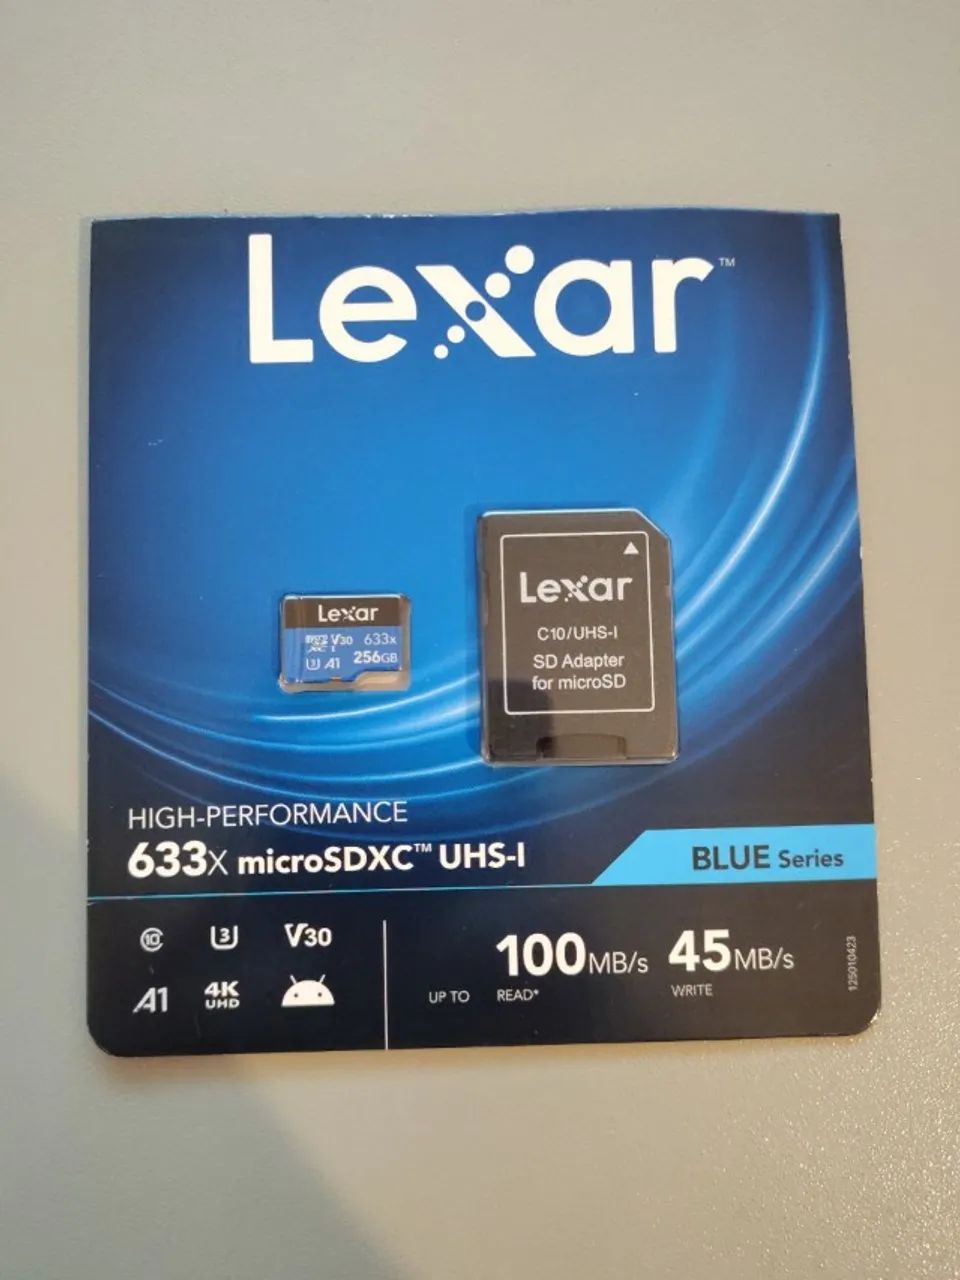 Lexar™
Lexar
micro SD XC I V30 633x
U3 A1 256GB
Lexar
C10/UHS-I
SD Adapter
for microSD
HIGH-PERFORMANCE
633X microSDXC™ UHS-I
BLUE Series
10 3 V30
A1 4K UHD
UP TO 100MB/s READ* 45MB/s WRITE
125010423